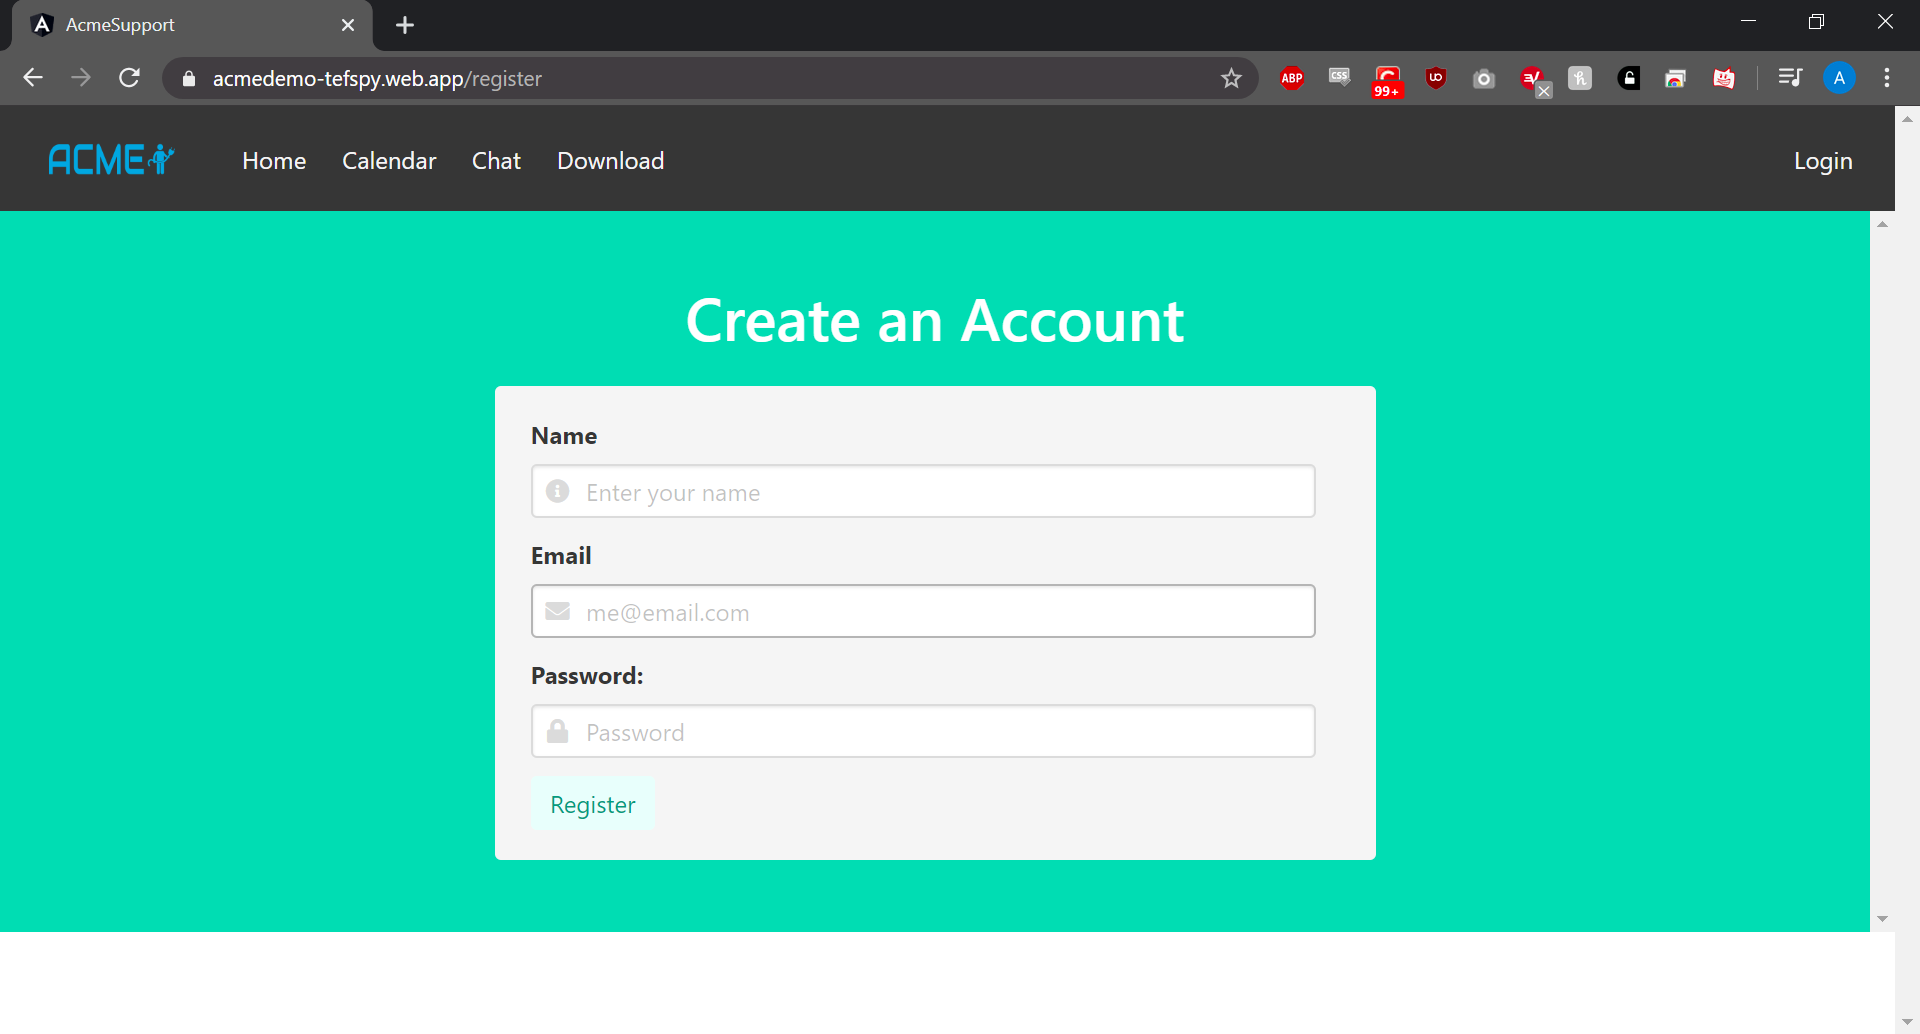 AcmeSupport
acmedemo-tefspy.web.app/register
ABP
CSS
99+
A
ACME
Home
Calendar
Chat
Download
Login
Create an Account
Name
Enter your name
Email
me@email.com
Password:
Password
Register